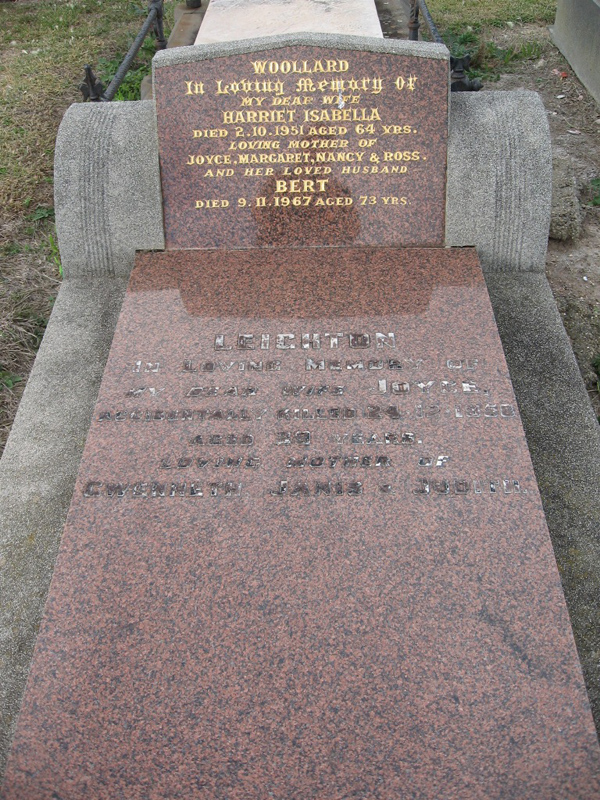 WOOLLARD
In Loving Memory Of
MY DEAR WIFE
HARRIET ISABELLA
DIED 2.10.1951 AGED 64 YRS.
LOVING MOTHER OF
JOYCE, MARGARET, NANCY & ROSS.
AND HER LOVED HUSBAND
BERT
DIED 9.11.1967 AGED 73 YRS.
LEIGHTON
IN LOVING MEMORY OF
MY DEAR WIFE JOYCE,
ACCIDENTALLY KILLED
AGED 39 YEARS.
LOVING MOTHER OF
GWENNETH, JANIS & JUDITH.